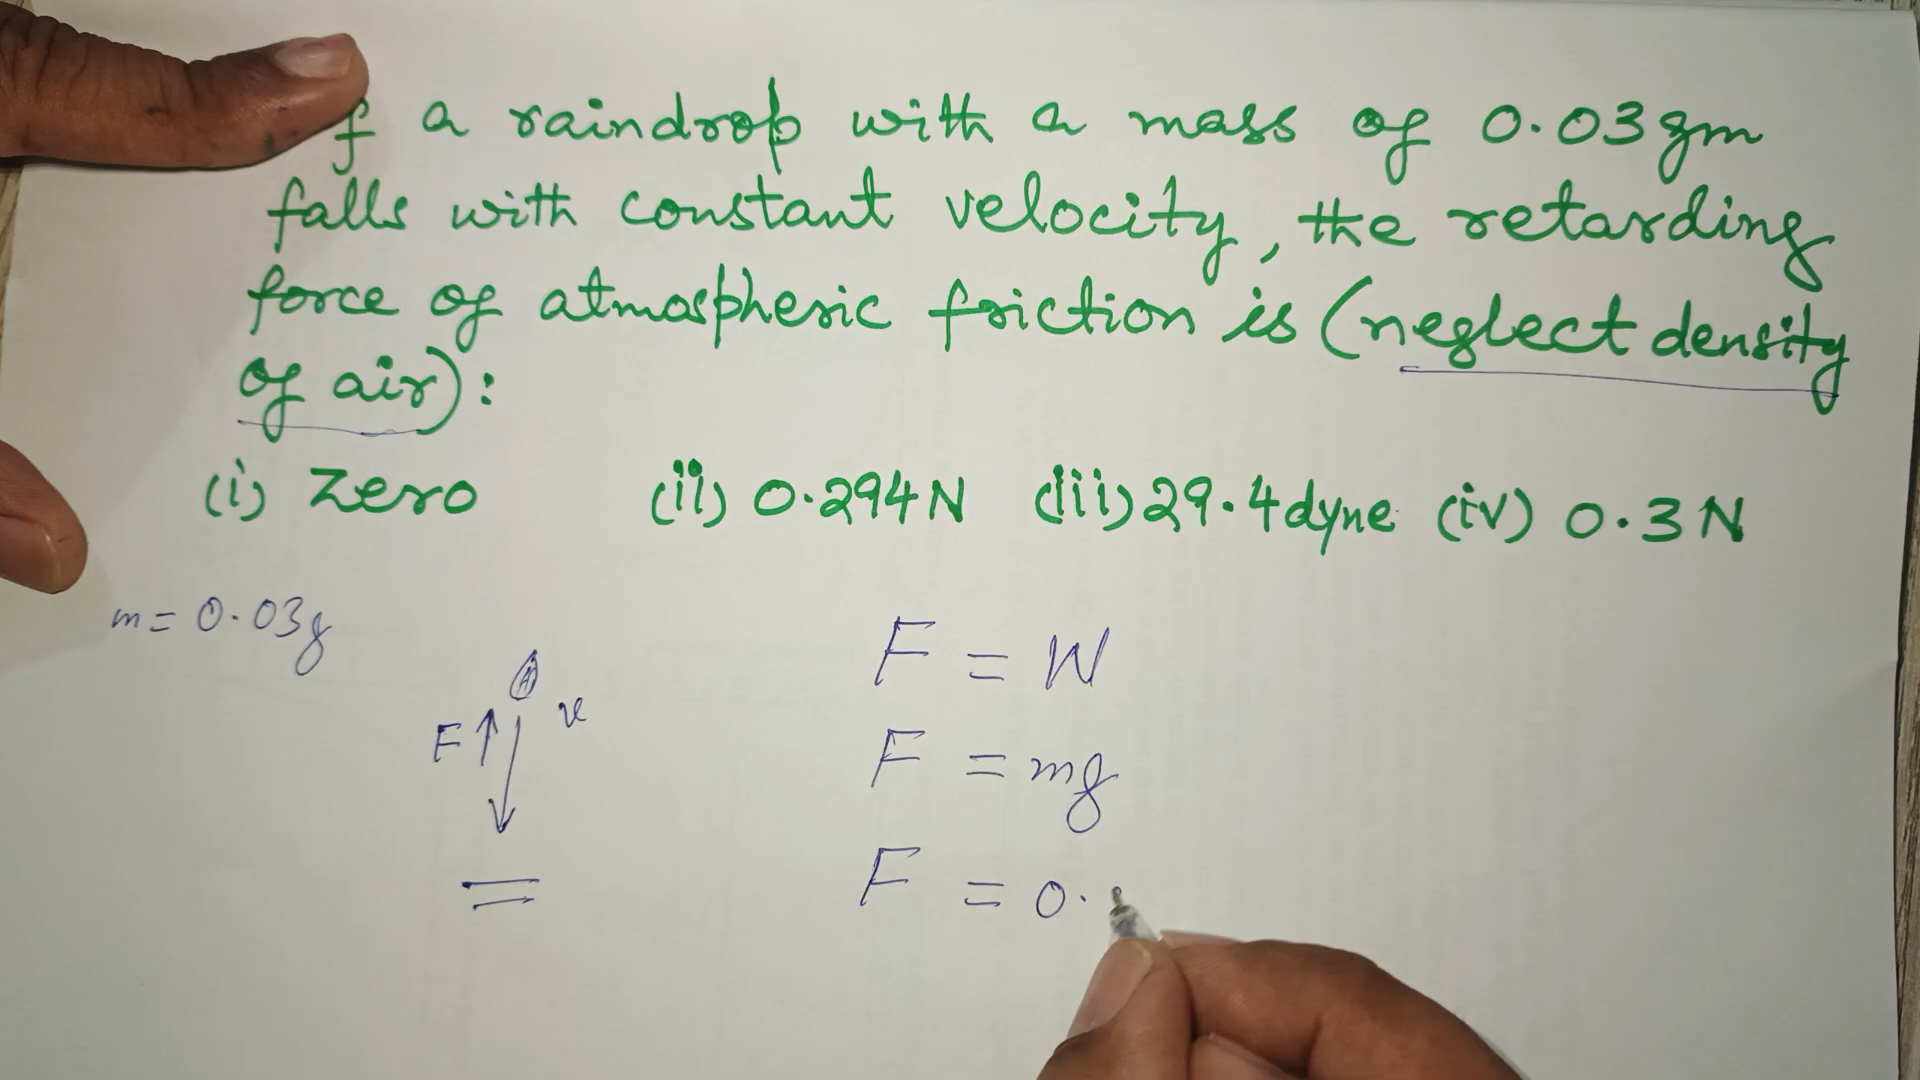 f a raindrop with a mass of 0.03gm
falls with constant velocity, the retarding
force of atmospheric friction is (neglect density
of air):
(i) Zero (ii) 0.294N (iii) 29.4dyne (iv) 0.3N
m = 0.03g
F v
F = W
F = mg
F = 0.